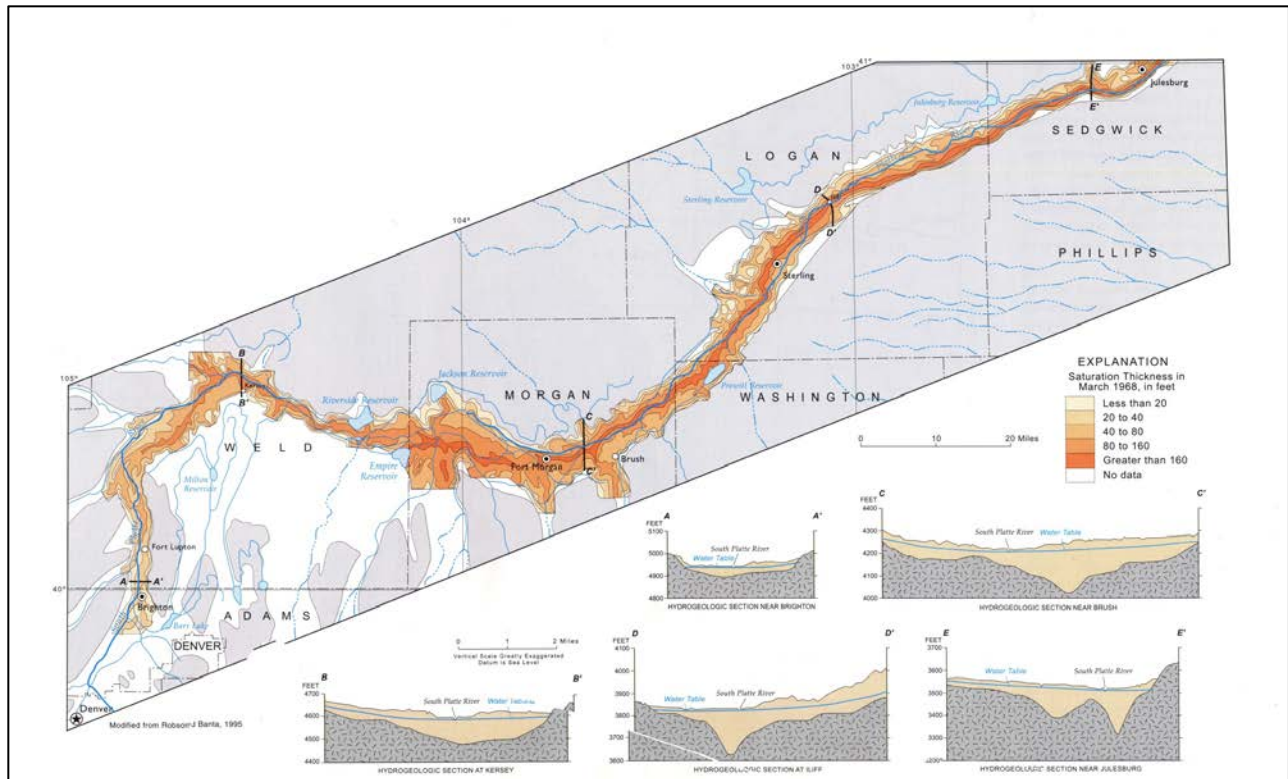 105°
104°
103°
41°
40°
E
E'
Julesburg
Julesburg Reservoir
SEDGWICK
LOGAN
D
D'
Sterling Reservoir
PHILLIPS
Sterling
B
B'
Jackson Reservoir
MORGAN
C
C'
Prewitt Reservoir
WASHINGTON
Riverside Reservoir
WELD
Empire Reservoir
Fort Morgan
Brush
Milton Reservoir
Fort Lupton
A
A'
Brighton
ADAMS
Barr Lake
DENVER
Denver
Modified from Robson Banta, 1995
EXPLANATION
Saturation Thickness in
March 1968, in feet
Less than 20
20 to 40
40 to 80
80 to 160
Greater than 160
No data
0 10 20 Miles
0 1 2 Miles
Vertical Scale Greatly Exaggerated
Datum is Sea Level
A
A'
FEET
5100
5000
4900
4800
South Platte River
Water Table
HYDROGEOLOGIC SECTION NEAR BRIGHTON
C
C'
FEET
4400
4300
4200
4100
4000
South Platte River
Water Table
HYDROGEOLOGIC SECTION NEAR BRUSH
B
B'
FEET
4700
4600
4500
4400
South Platte River
Water
HYDROGEOLOGIC SECTION AT KERSEY
D
D'
FEET
4100
4000
3900
3800
3700
3600
South Platte River
Water Table
HYDROGEOLOGIC SECTION AT ILIFF
E
E'
FEET
3700
3600
3500
3400
3300
3200
Water Table
South Platte River
HYDROGEOLOGIC SECTION NEAR JULESBURG